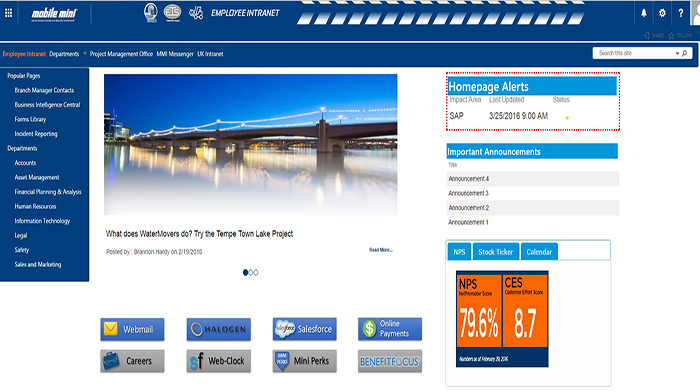 mobile mini
EMPLOYEE INTRANET
SHARE FOLLOW
Employee Intranet Departments Project Management Office MMI Messenger UK Intranet
Search this site
Popular Pages
Branch Manager Contacts
Business Intelligence Central
Forms Library
Incident Reporting
Departments
Accounts
Asset Management
Financial Planning & Analysis
Human Resources
Information Technology
Legal
Safety
Sales and Marketing
What does WaterMovers do? Try the Tempe Town Lake Project
Posted by : Brannon Hardy on 2/19/2016
Read More...
Homepage Alerts
Impact Area Last Updated Status
SAP 3/25/2016 9:00 AM
Important Announcements
Title
Announcement 4
Announcement 3
Announcement 2
Announcement 1
NPS Stock Ticker Calendar
NPS
NetPromoter Score
79.6%
CES
Customer Effort Score
8.7
Numbers as of February 29, 2016
Webmail HALOGEN Salesforce Online Payments
Careers Web-Clock Mini Perks BENEFITFOCUS